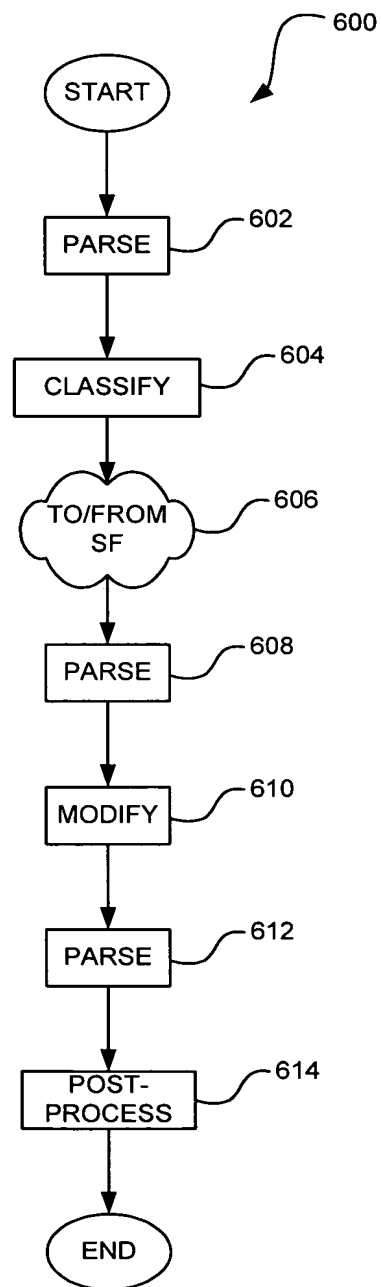 600
START
602
PARSE
604
CLASSIFY
606
TO/FROM
SF
608
PARSE
610
MODIFY
612
PARSE
614
POST-
PROCESS
END